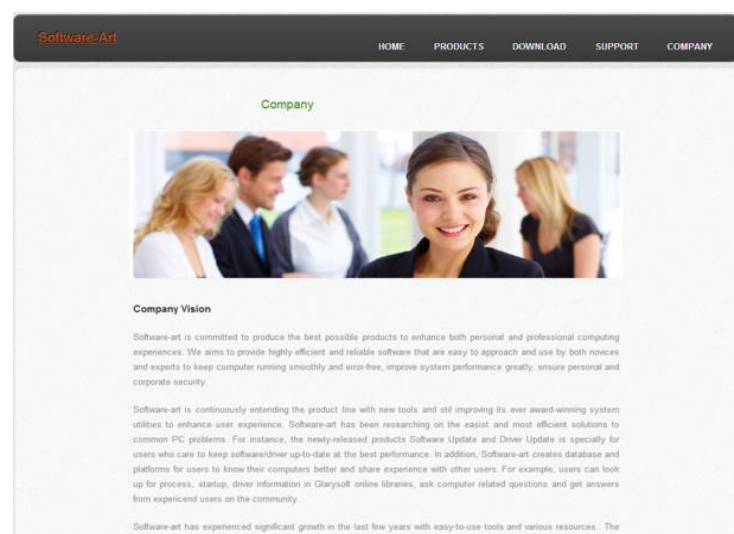 Software-Art
HOME PRODUCTS DOWNLOAD SUPPORT COMPANY
Company
Company Vision
Software-art is committed to produce the best possible products to enhance both personal and professional computing
experiences. We aims to provide highly efficient and reliable software that are easy to approach and use by both novices
and experts to keep computer running smoothly and error-free, improve system performance greatly, ensure personal and
corporate security.
Software-art is continuously entending the product line with new tools and stil improving its ever award-winning system
utilities to enhance user experience. Software-art has been researching on the easist and most efficient solutions to
common PC problems. For instance, the newly-released products Software Update and Driver Update is specially for
users who care to keep software/driver up-to-date at the best performance. In addition, Software-art creates database and
platforms for users to know their computers better and share experience with other users. For example, users can look
up for process, startup, driver information in Glarysoft online libraries, ask computer related questions and get answers
from expericend users on the community.
Software-art has experienced significant growth in the last few years with easy-to-use tools and various resources.. The